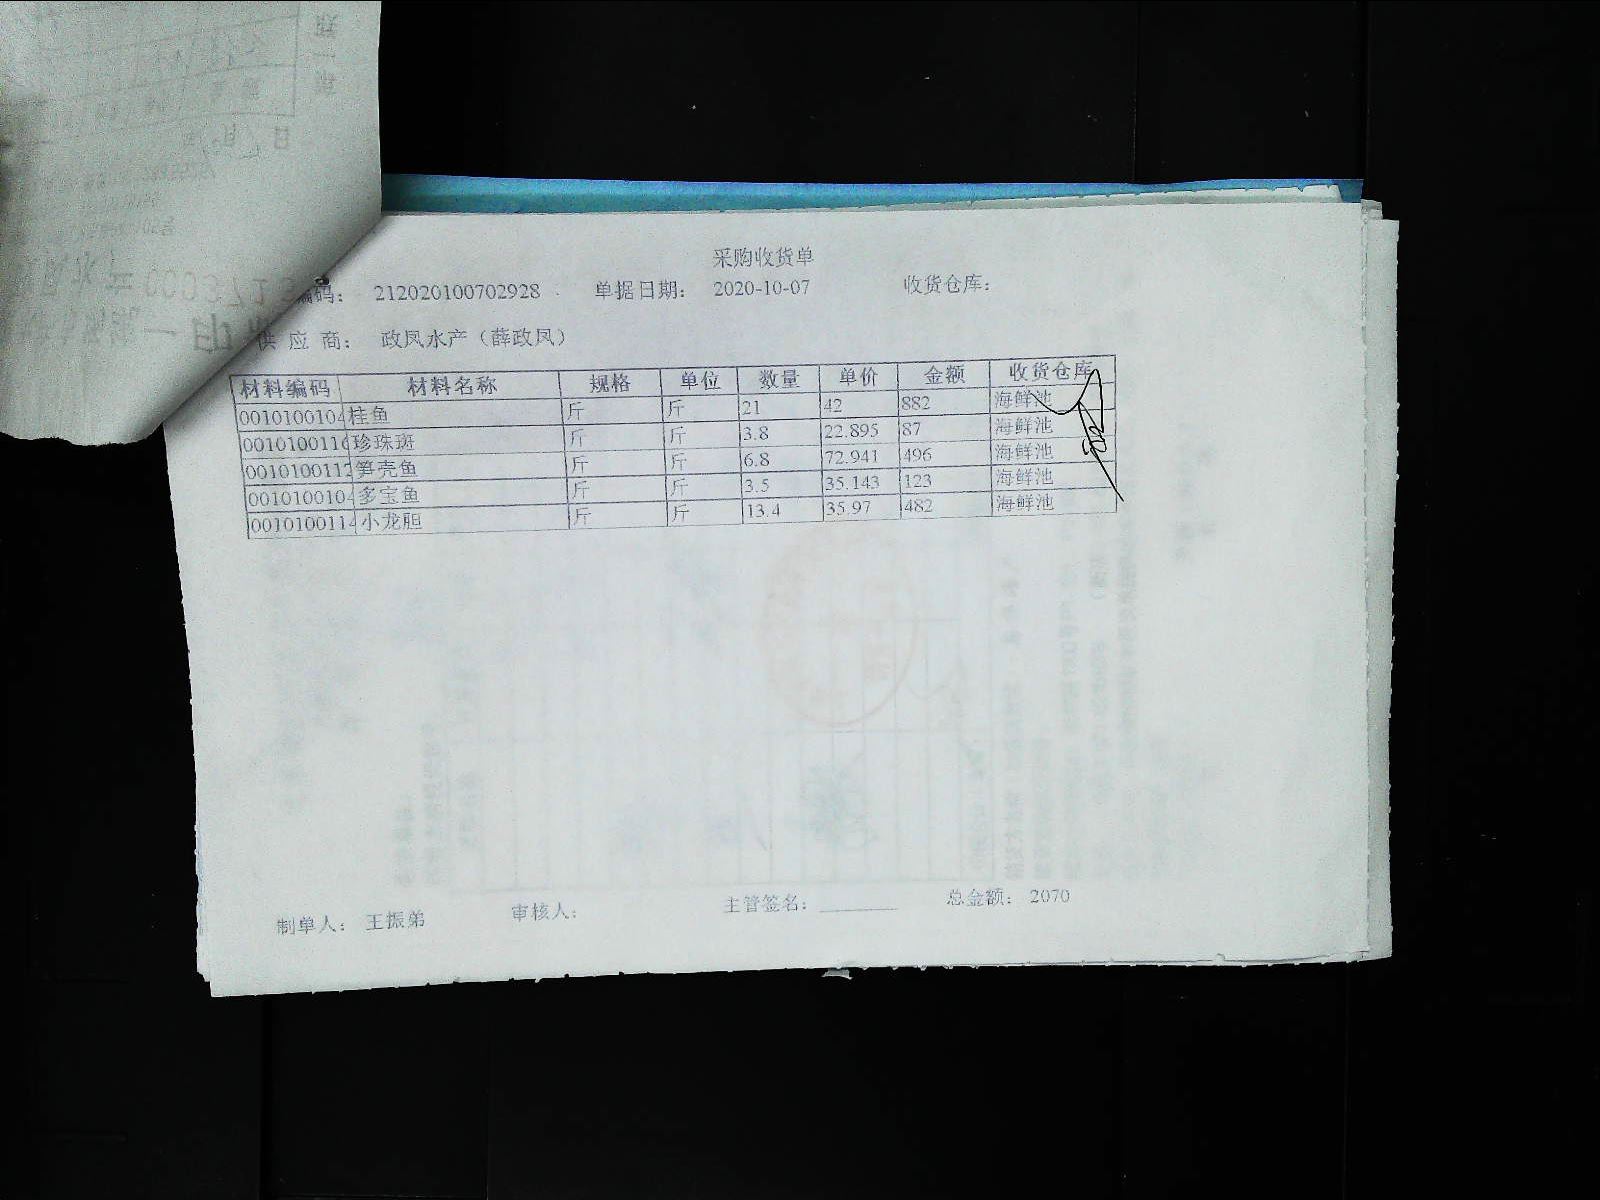 采购收货单
编码： 212020100702928 单据日期： 2020-10-07 收货仓库：
供 应 商： 政凤水产（薛政凤）
材料编码 材料名称 规格 单位 数量 单价 金额 收货仓库
0010100104 桂鱼 斤 斤 21 42 882 海鲜池
001010011 珍珠斑 斤 斤 3.8 22.895 87 海鲜池
0010100112 笋壳鱼 斤 斤 6.8 72.941 496 海鲜池
001010010 多宝鱼 斤 斤 3.5 35.143 123 海鲜池
001010011 小龙胆 斤 斤 13.4 35.97 482 海鲜池
制单人： 王振弟 审核人： 主管签名： 总金额： 2070